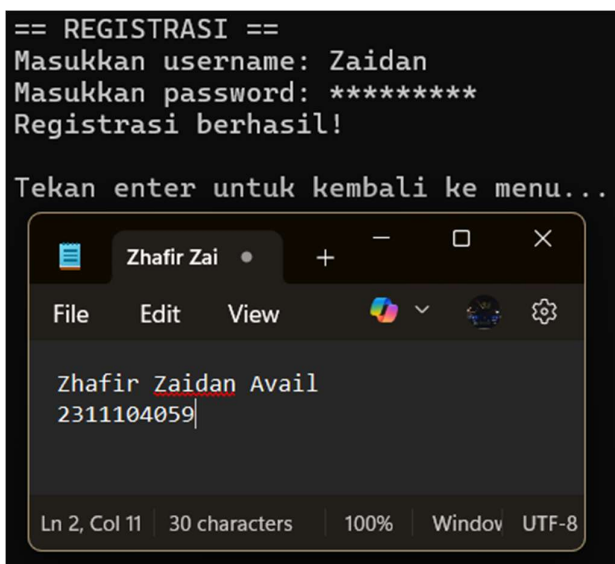 == REGISTRASI ==
Masukkan username: Zaidan
Masukkan password: *********
Registrasi berhasil!
Tekan enter untuk kembali ke menu...
Zhafir Zai
File Edit View
Zhafir Zaidan Avail
2311104059
Ln 2, Col 11 30 characters 100% Window UTF-8